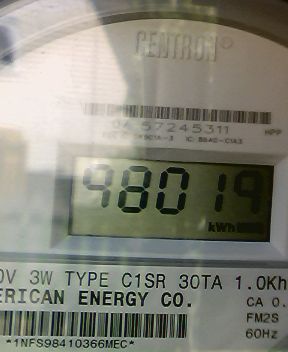 CENTRON®
57245311
HPP
98019
kWh
0V 3W TYPE C1SR 30TA 1.0Kh
ERICAN ENERGY CO.
CA 0.
FM2S
60Hz
*1NFS98410366MEC*